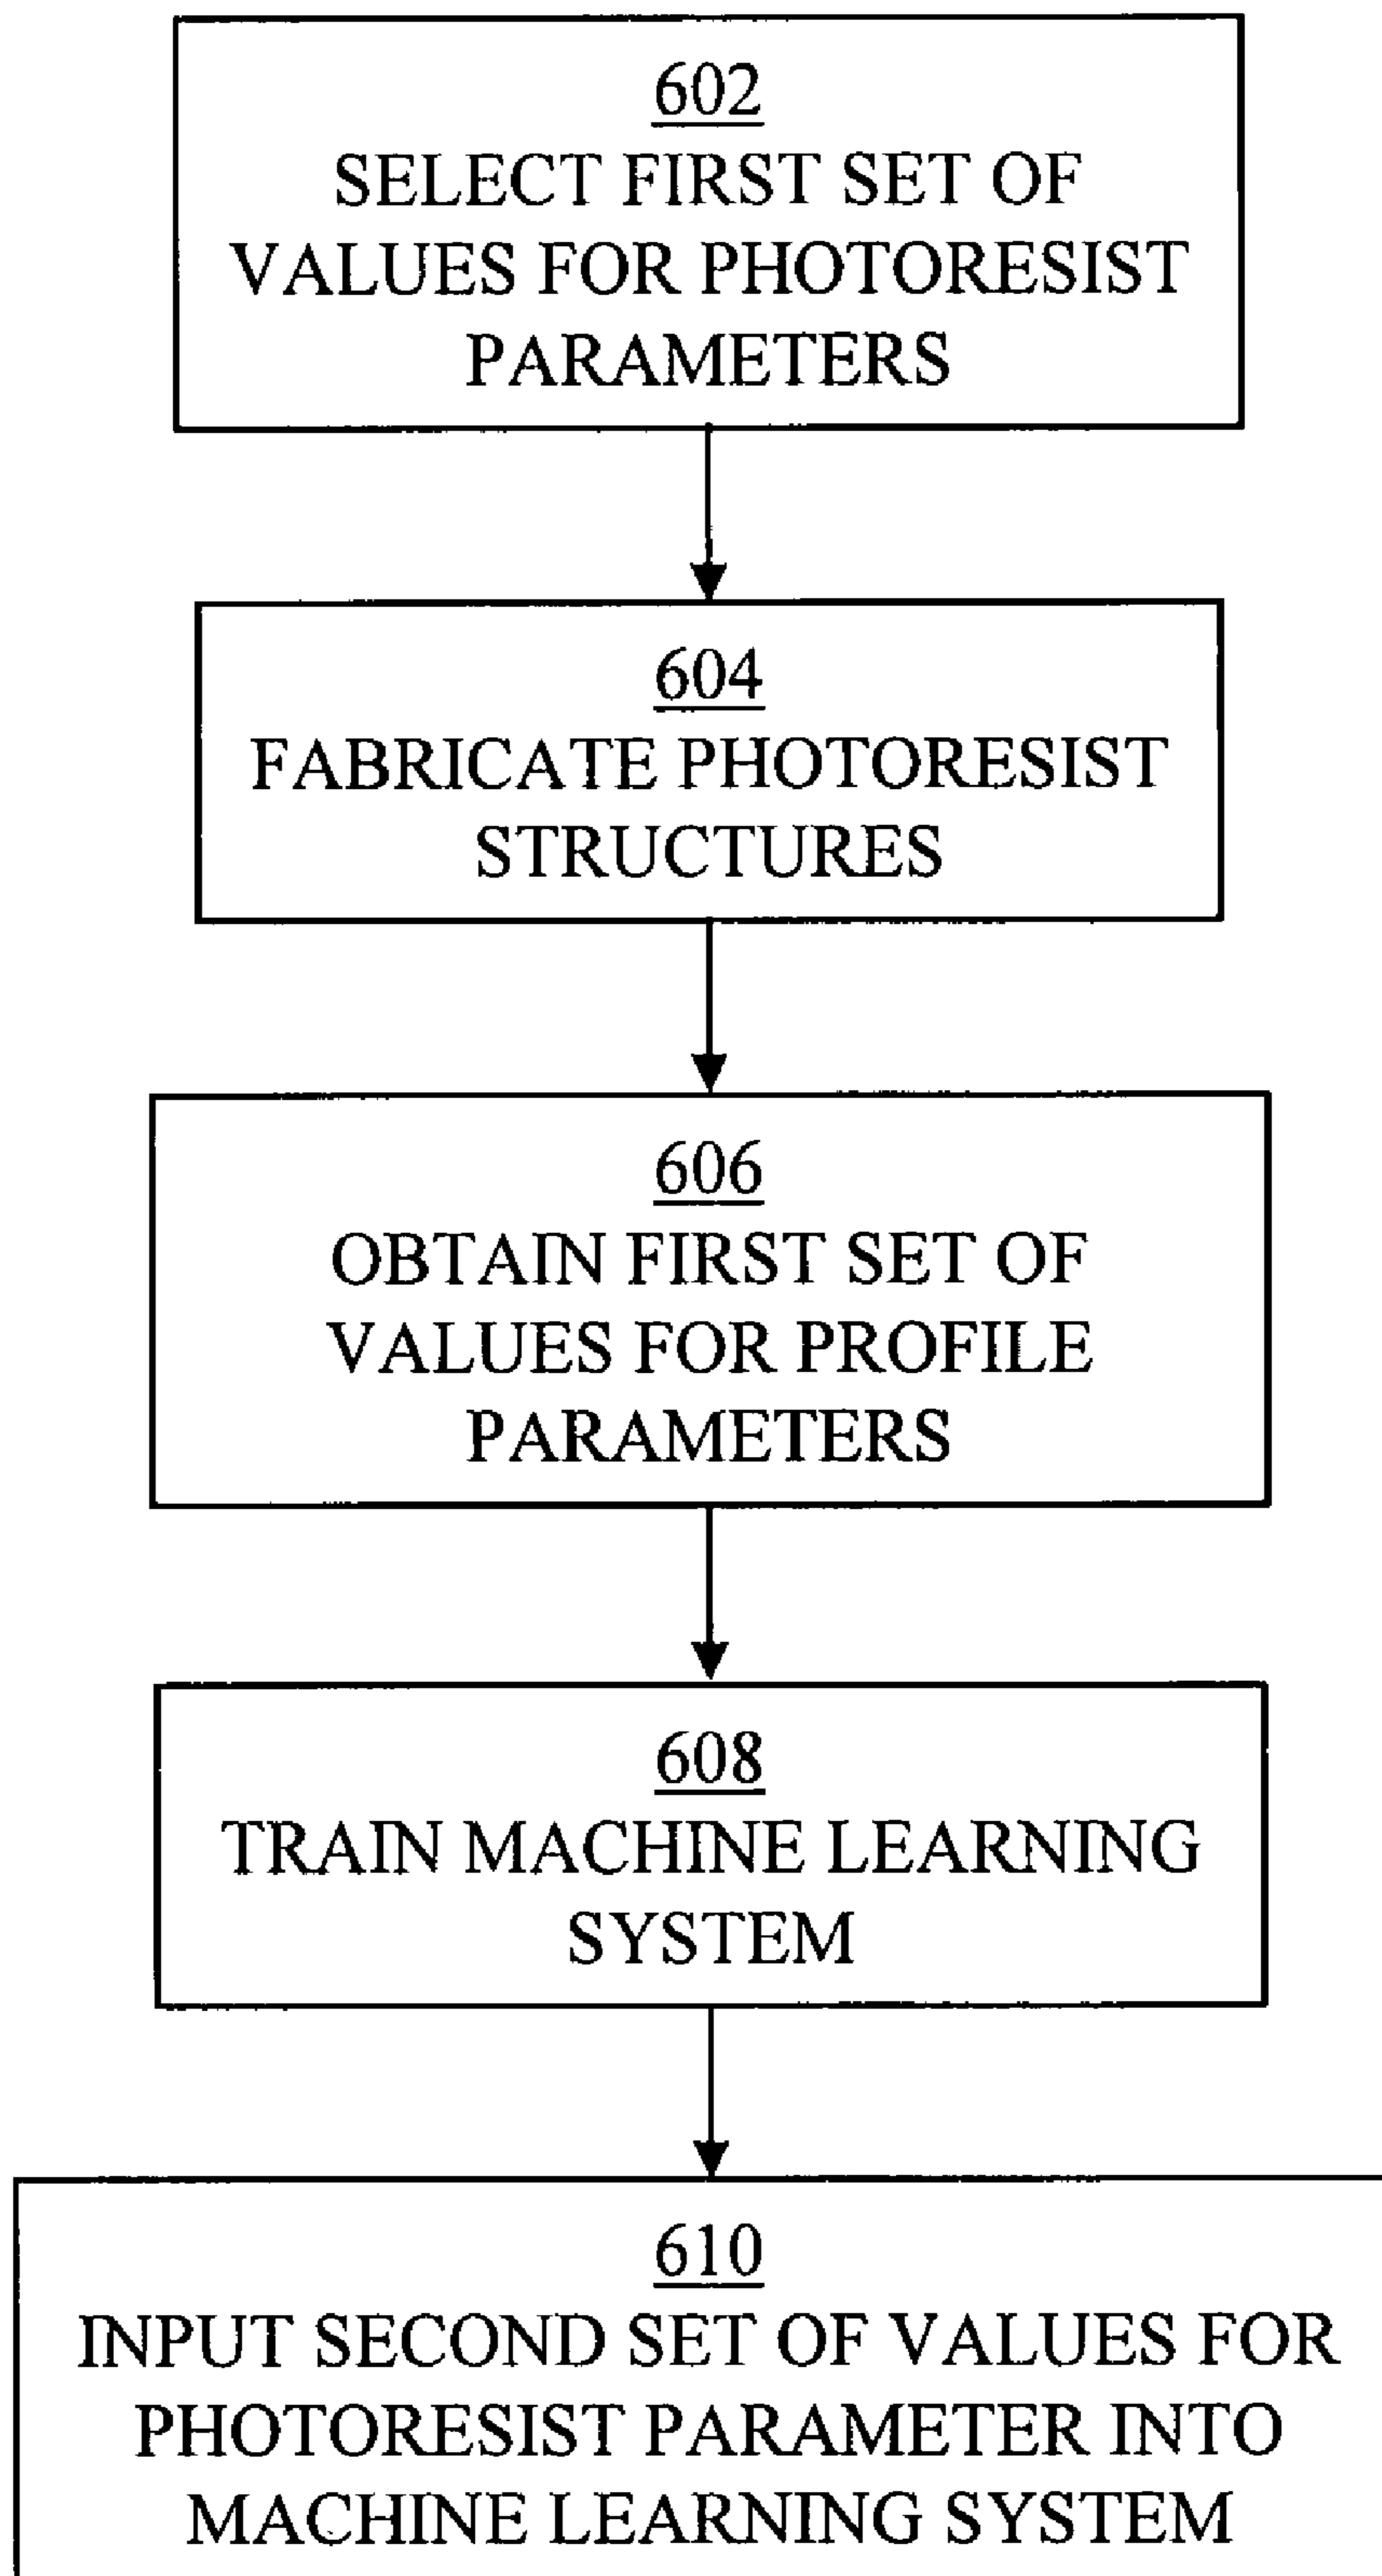 602
SELECT FIRST SET OF
VALUES FOR PHOTORESIST
PARAMETERS
604
FABRICATE PHOTORESIST
STRUCTURES
606
OBTAIN FIRST SET OF
VALUES FOR PROFILE
PARAMETERS
608
TRAIN MACHINE LEARNING
SYSTEM
610
INPUT SECOND SET OF VALUES FOR
PHOTORESIST PARAMETER INTO
MACHINE LEARNING SYSTEM